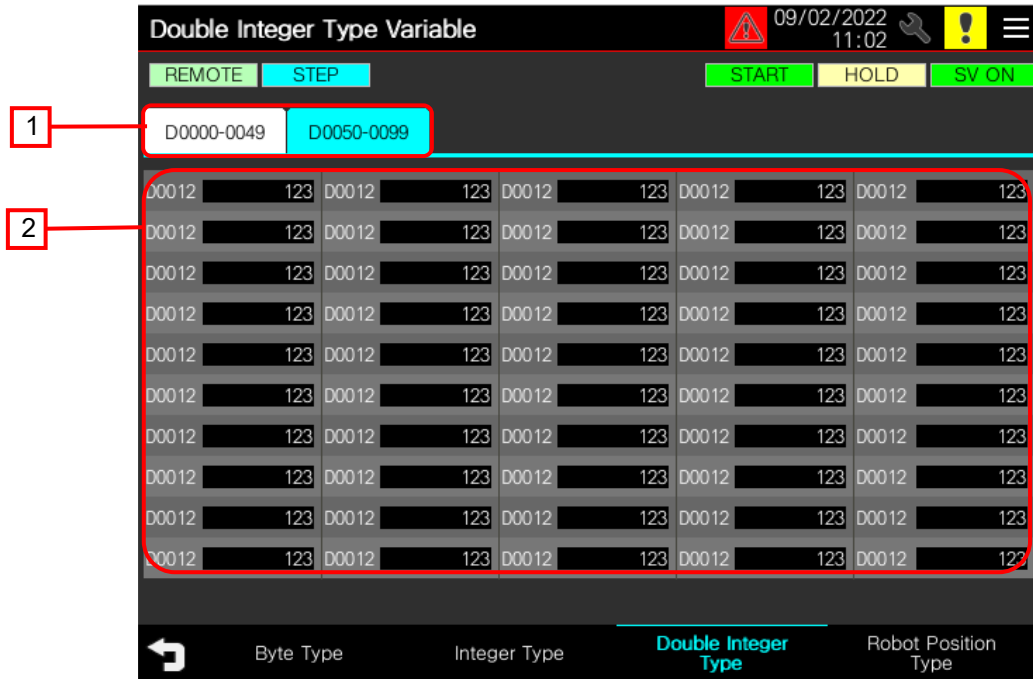 Double Integer Type Variable
09/02/2022
11:02
REMOTE STEP START HOLD SV ON
1
D0000-0049 D0050-0099
2
D0012 123 D0012 123 D0012 123 D0012 123 D0012 123
D0012 123 D0012 123 D0012 123 D0012 123 D0012 123
D0012 123 D0012 123 D0012 123 D0012 123 D0012 123
D0012 123 D0012 123 D0012 123 D0012 123 D0012 123
D0012 123 D0012 123 D0012 123 D0012 123 D0012 123
D0012 123 D0012 123 D0012 123 D0012 123 D0012 123
D0012 123 D0012 123 D0012 123 D0012 123 D0012 123
D0012 123 D0012 123 D0012 123 D0012 123 D0012 123
D0012 123 D0012 123 D0012 123 D0012 123 D0012 123
D0012 123 D0012 123 D0012 123 D0012 123 D0012 123
Byte Type
Integer Type
Double Integer
Type
Robot Position
Type